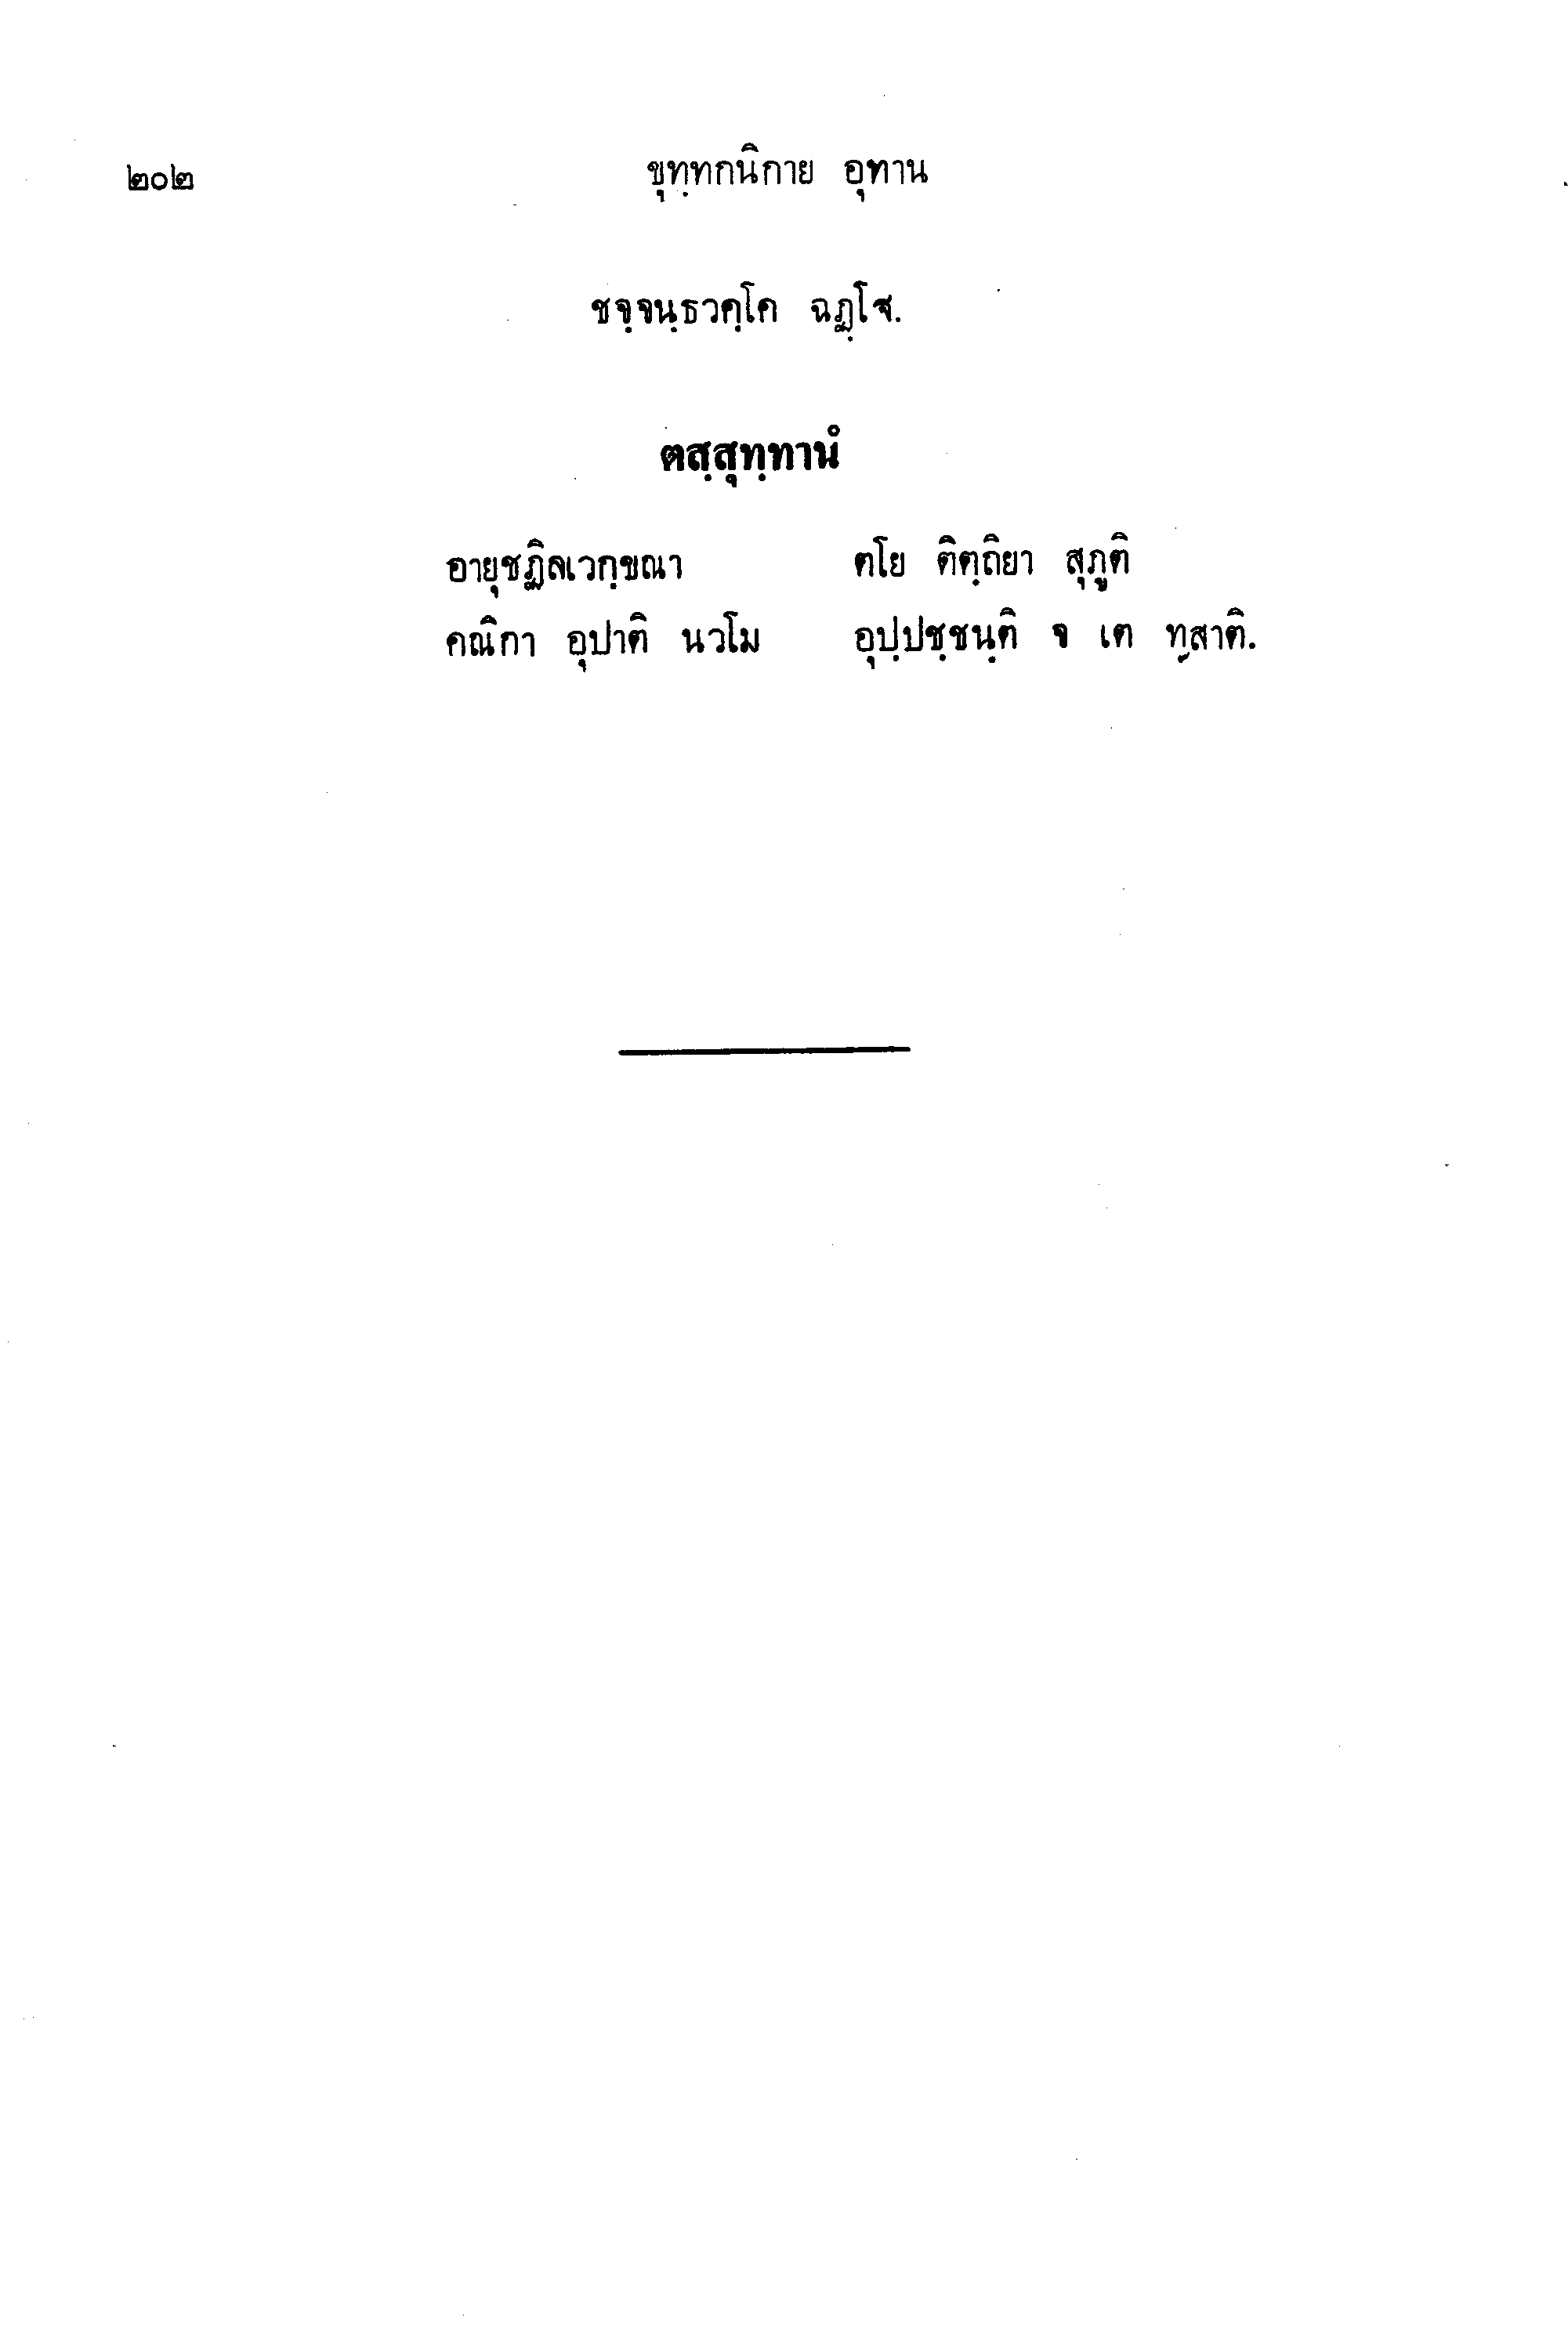 ๒๐๒ ขุทฺทกนิกาย อุทาน
ชจฺจนฺธวคฺโค ฉฏฺโฐ.
ตสฺสุทฺทานํ
อายุชฏิลเวกฺขณา ตโย ติตฺถิยา สุภูติ
คณิกา อุปาติ นวโม อุปฺปชฺชนฺติ จ เต ทสาติ.